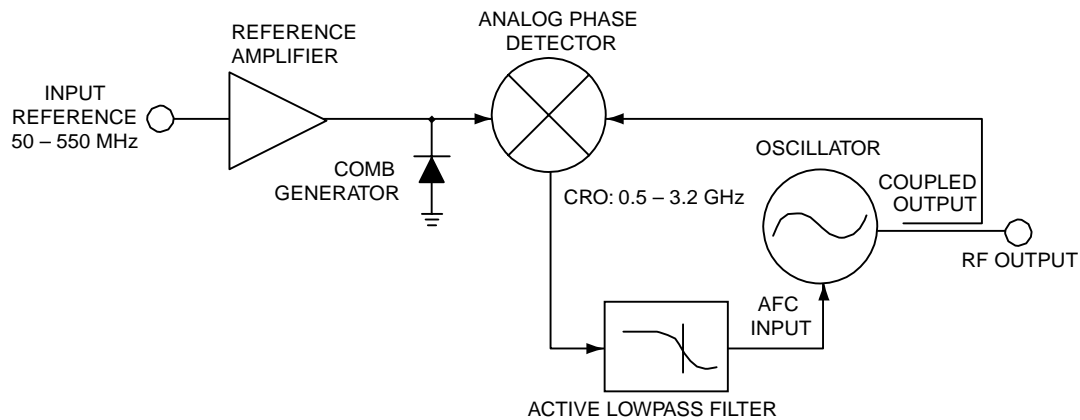 REFERENCE
AMPLIFIER
ANALOG PHASE
DETECTOR
INPUT
REFERENCE
50 – 550 MHz
COMB
GENERATOR
CRO: 0.5 – 3.2 GHz
OSCILLATOR
COUPLED
OUTPUT
RF OUTPUT
AFC
INPUT
ACTIVE LOWPASS FILTER